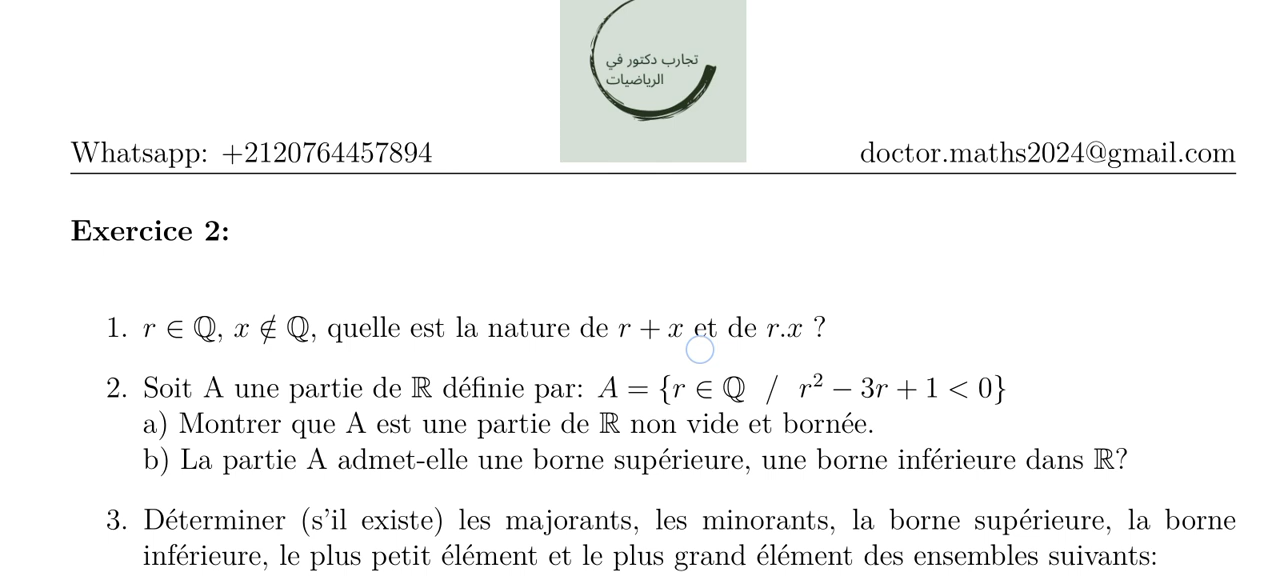 تجارب دكتور في
الرياضيات
Whatsapp: +2120764457894
doctor.maths2024@gmail.com
Exercice 2:
1. r ∈ ℚ, x ∉ ℚ, quelle est la nature de r + x et de r.x ?
2. Soit A une partie de ℝ définie par: A = {r ∈ ℚ / r² − 3r + 1 < 0}
a) Montrer que A est une partie de ℝ non vide et bornée.
b) La partie A admet-elle une borne supérieure, une borne inférieure dans ℝ?
3. Déterminer (s'il existe) les majorants, les minorants, la borne supérieure, la borne
inférieure, le plus petit élément et le plus grand élément des ensembles suivants: